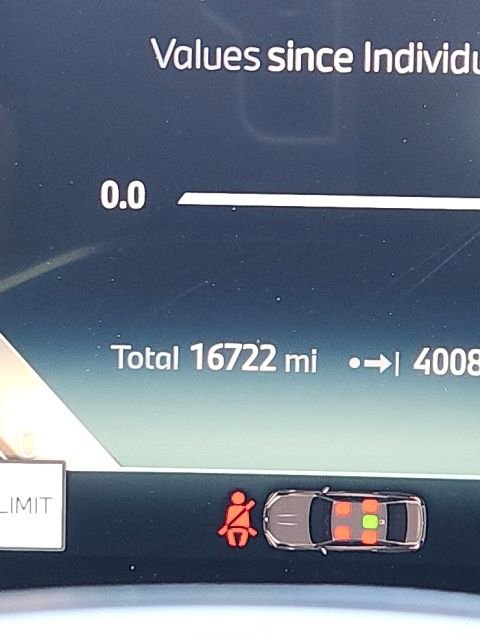 Values since Individu
0.0
Total 16722 mi 4008
LIMIT